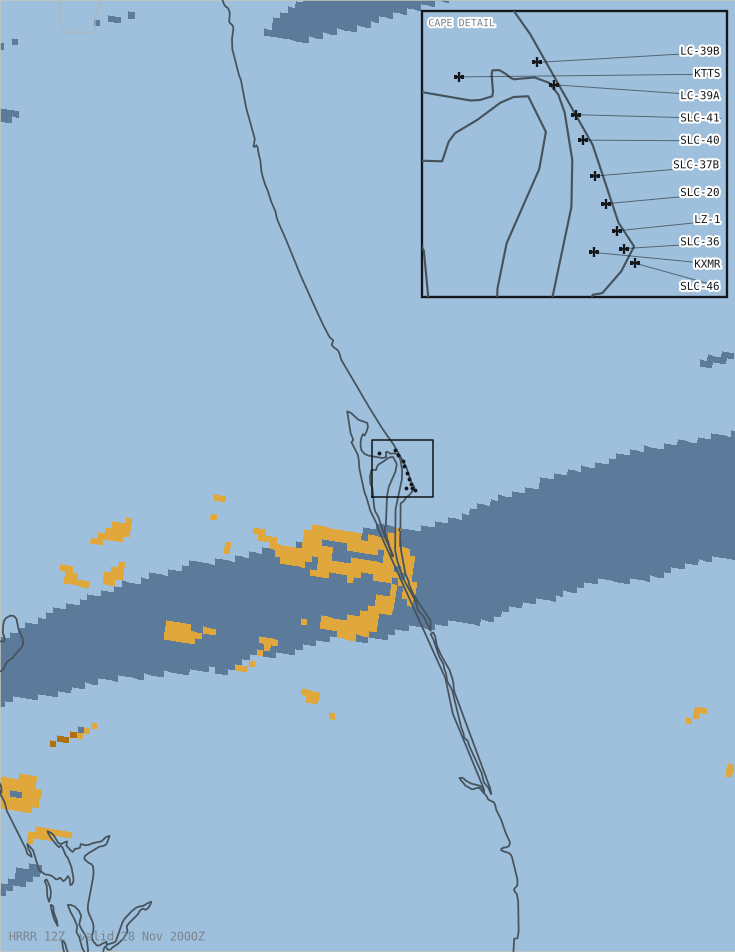 CAPE DETAIL
LC-39B
KTTS
LC-39A
SLC-41
SLC-40
SLC-37B
SLC-20
LZ-1
SLC-36
KXMR
SLC-46
HRRR 12Z valid 28 Nov 2000Z